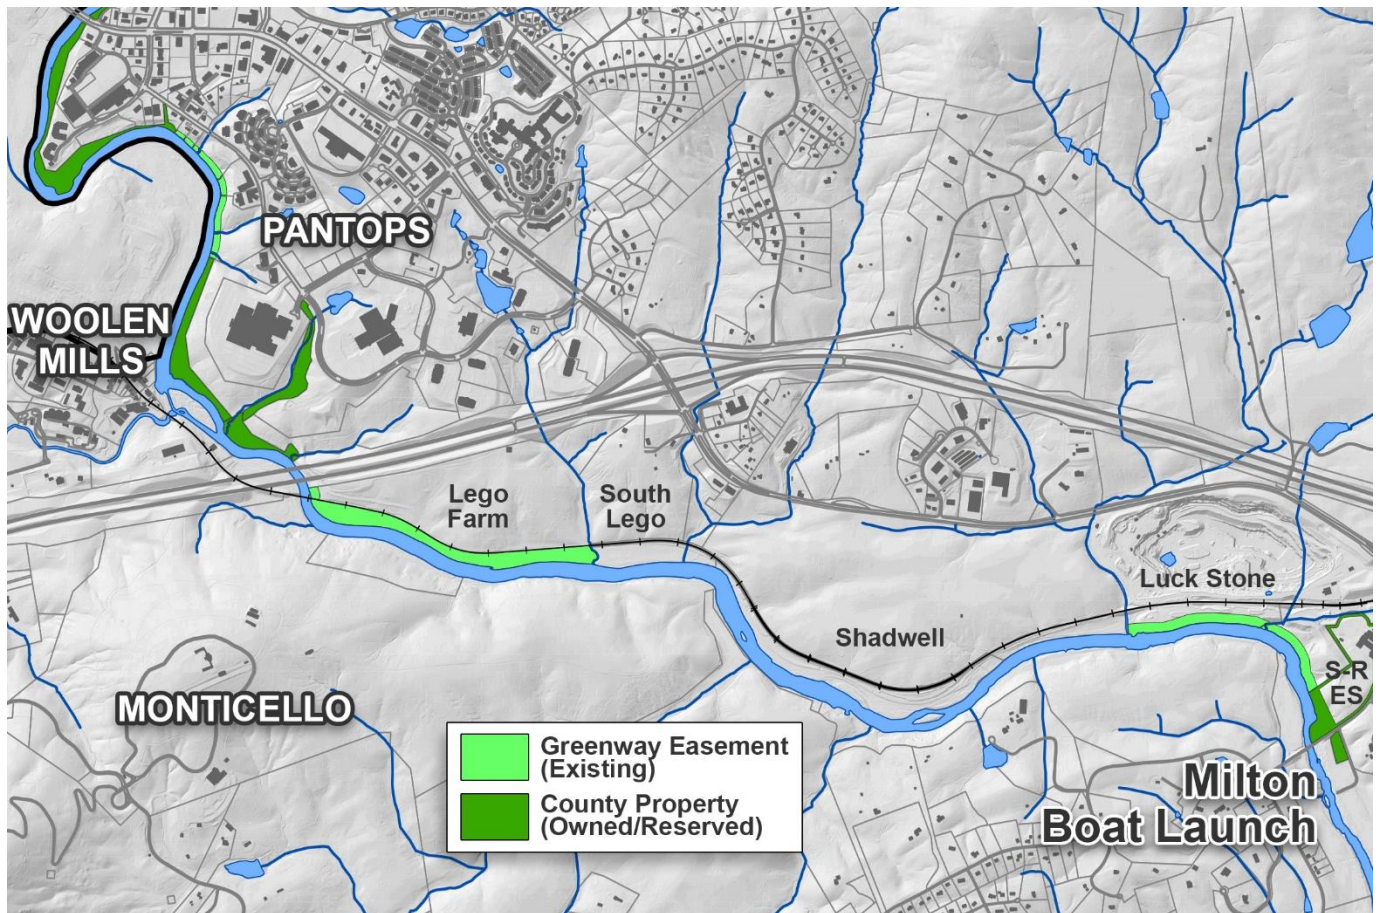 PANTOPS
WOOLEN
MILLS
Lego
Farm
South
Lego
Luck Stone
Shadwell
S-R
ES
MONTICELLO
Greenway Easement
(Existing)
County Property
(Owned/Reserved)
Milton
Boat Launch